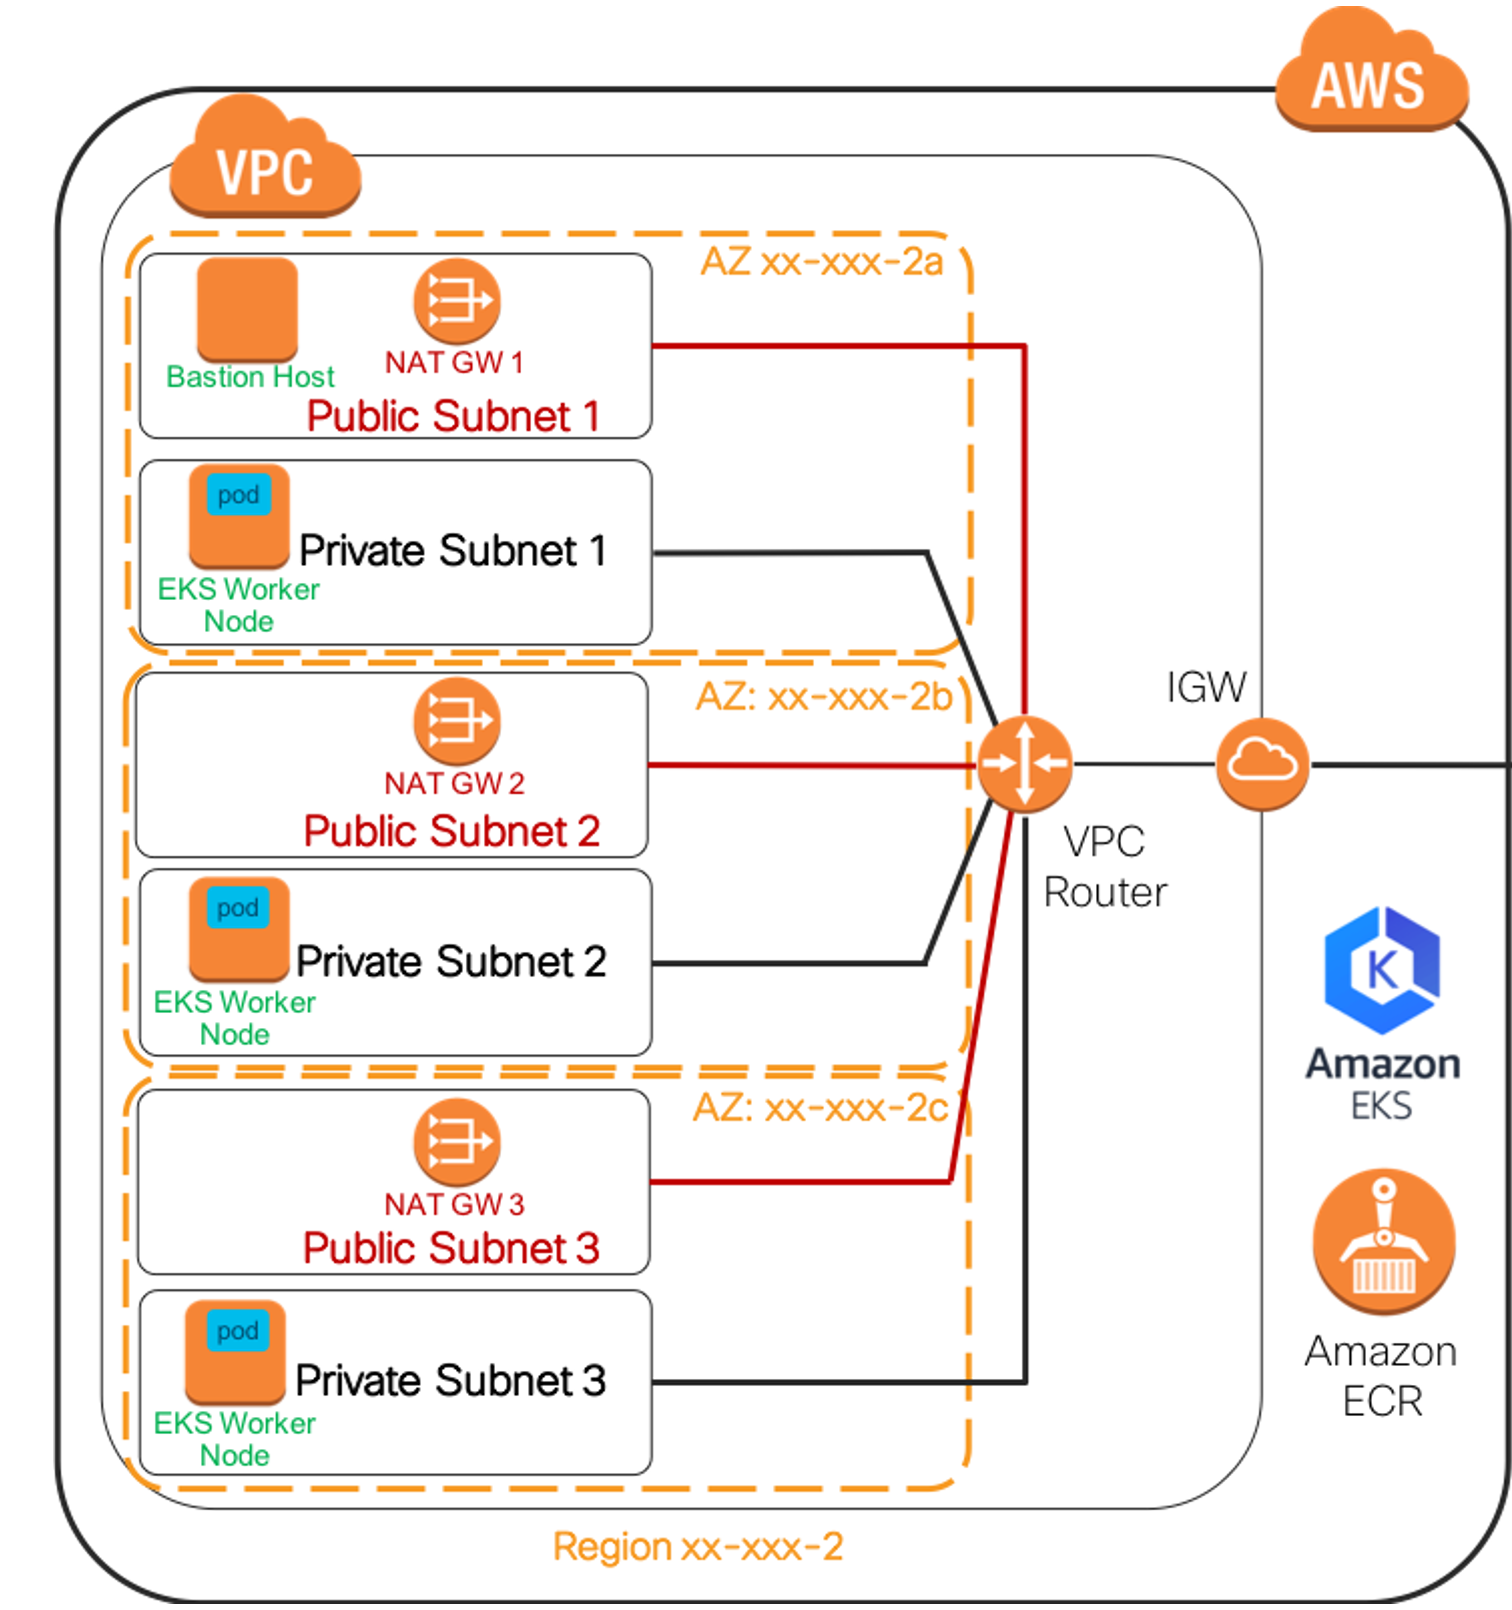 AWS
VPC
AZ xx-xxx-2a
NAT GW 1
Bastion Host
Public Subnet 1
pod
Private Subnet 1
EKS Worker
Node
AZ: xx-xxx-2b
NAT GW 2
Public Subnet 2
pod
Private Subnet 2
EKS Worker
Node
AZ: xx-xxx-2c
NAT GW 3
Public Subnet 3
pod
Private Subnet 3
EKS Worker
Node
IGW
VPC
Router
K
Amazon
EKS
Amazon
ECR
Region xx-xxx-2